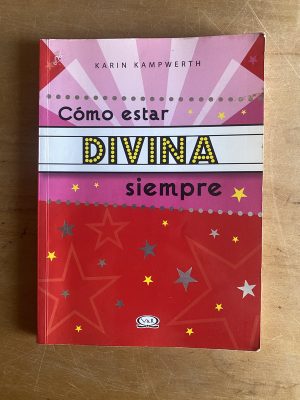 KARIN KAMPWERTH
Cómo estar
DIVINA
siempre
V&R